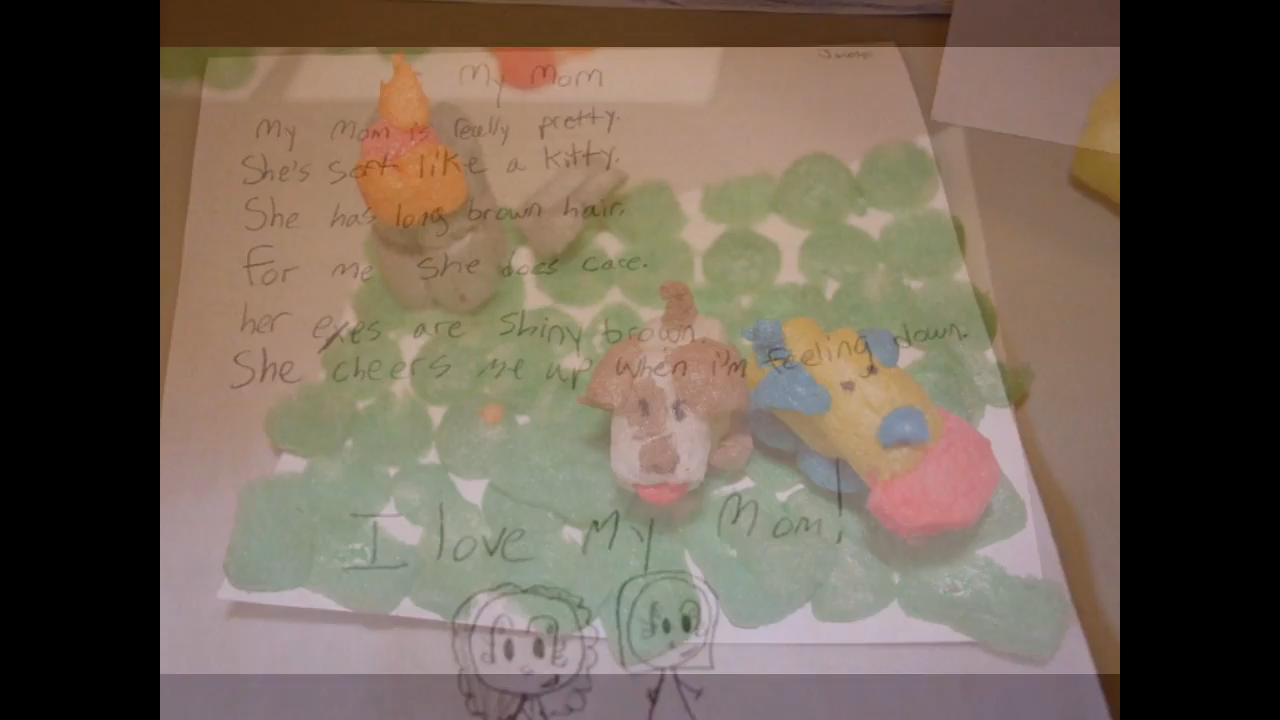 My Mom
My Mom is really pretty.
She's soft like a kitty.
She has long brown hair.
For me she does care.
her eyes are shiny brown.
She cheers me up when i'm feeling down.
I love My Mom!